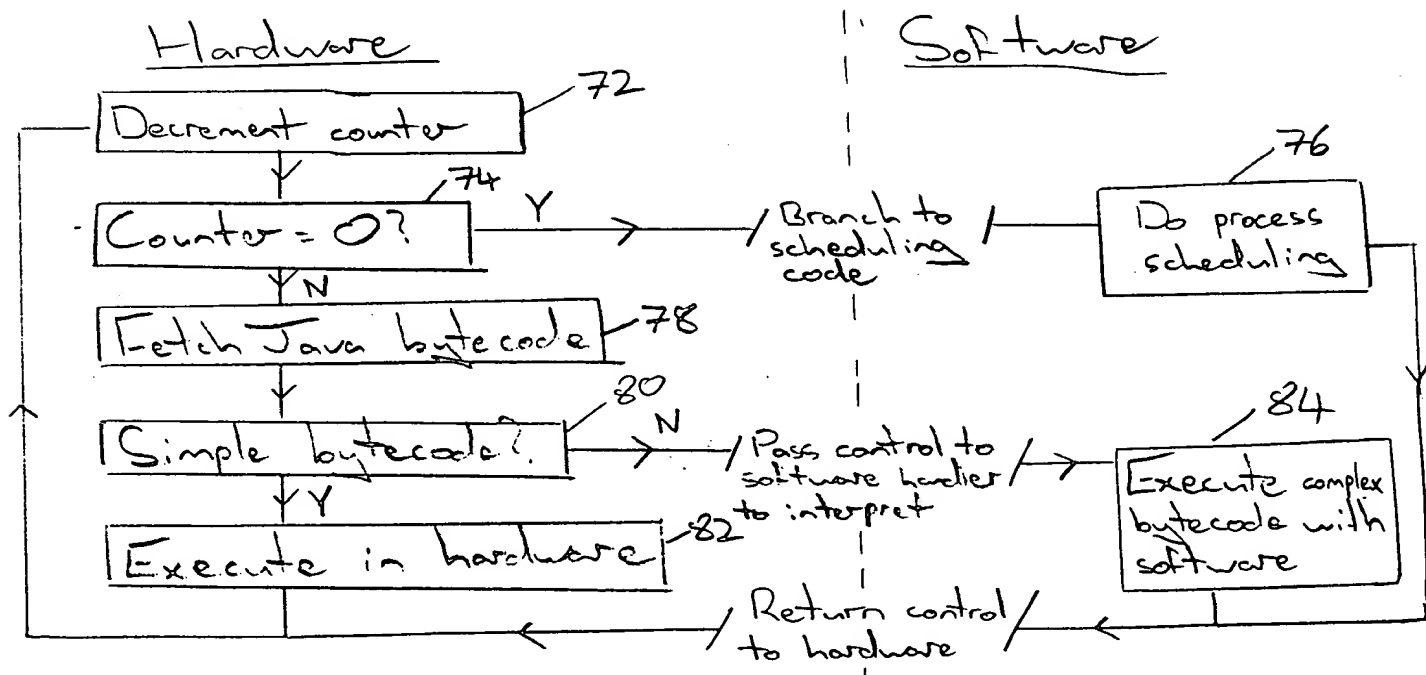 Hardware
Software
72
Decrement counter
74
76
Counter = 0?
Y
Branch to
scheduling
code
Do process
scheduling
N
Fetch Java bytecode
78
80
Simple bytecode?
N
Pass control to
software hardler
to interpret
84
Execute complex
bytecode with
software
Y
Execute in hardware
82
Return control
to hardware